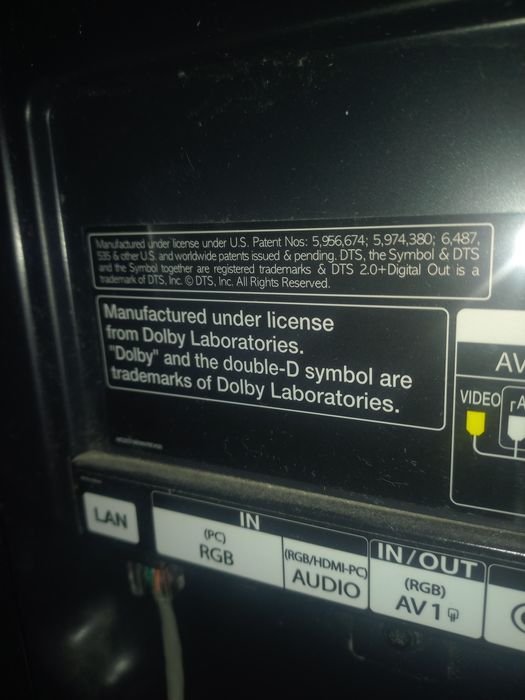 Manufactured under license under U.S. Patent Nos: 5,956,674; 5,974,380; 6,487,
535 & other U.S. and worldwide patents issued & pending. DTS, the Symbol & DTS
and the Symbol together are registered trademarks & DTS 2.0+Digital Out is a
trademark of DTS, Inc. © DTS, Inc. All Rights Reserved.
Manufactured under license
from Dolby Laboratories.
"Dolby" and the double-D symbol are
trademarks of Dolby Laboratories.
AV
VIDEO
LAN
IN
(PC)
RGB
(RGB/HDMI-PC)
AUDIO
IN/OUT
(RGB)
AV1